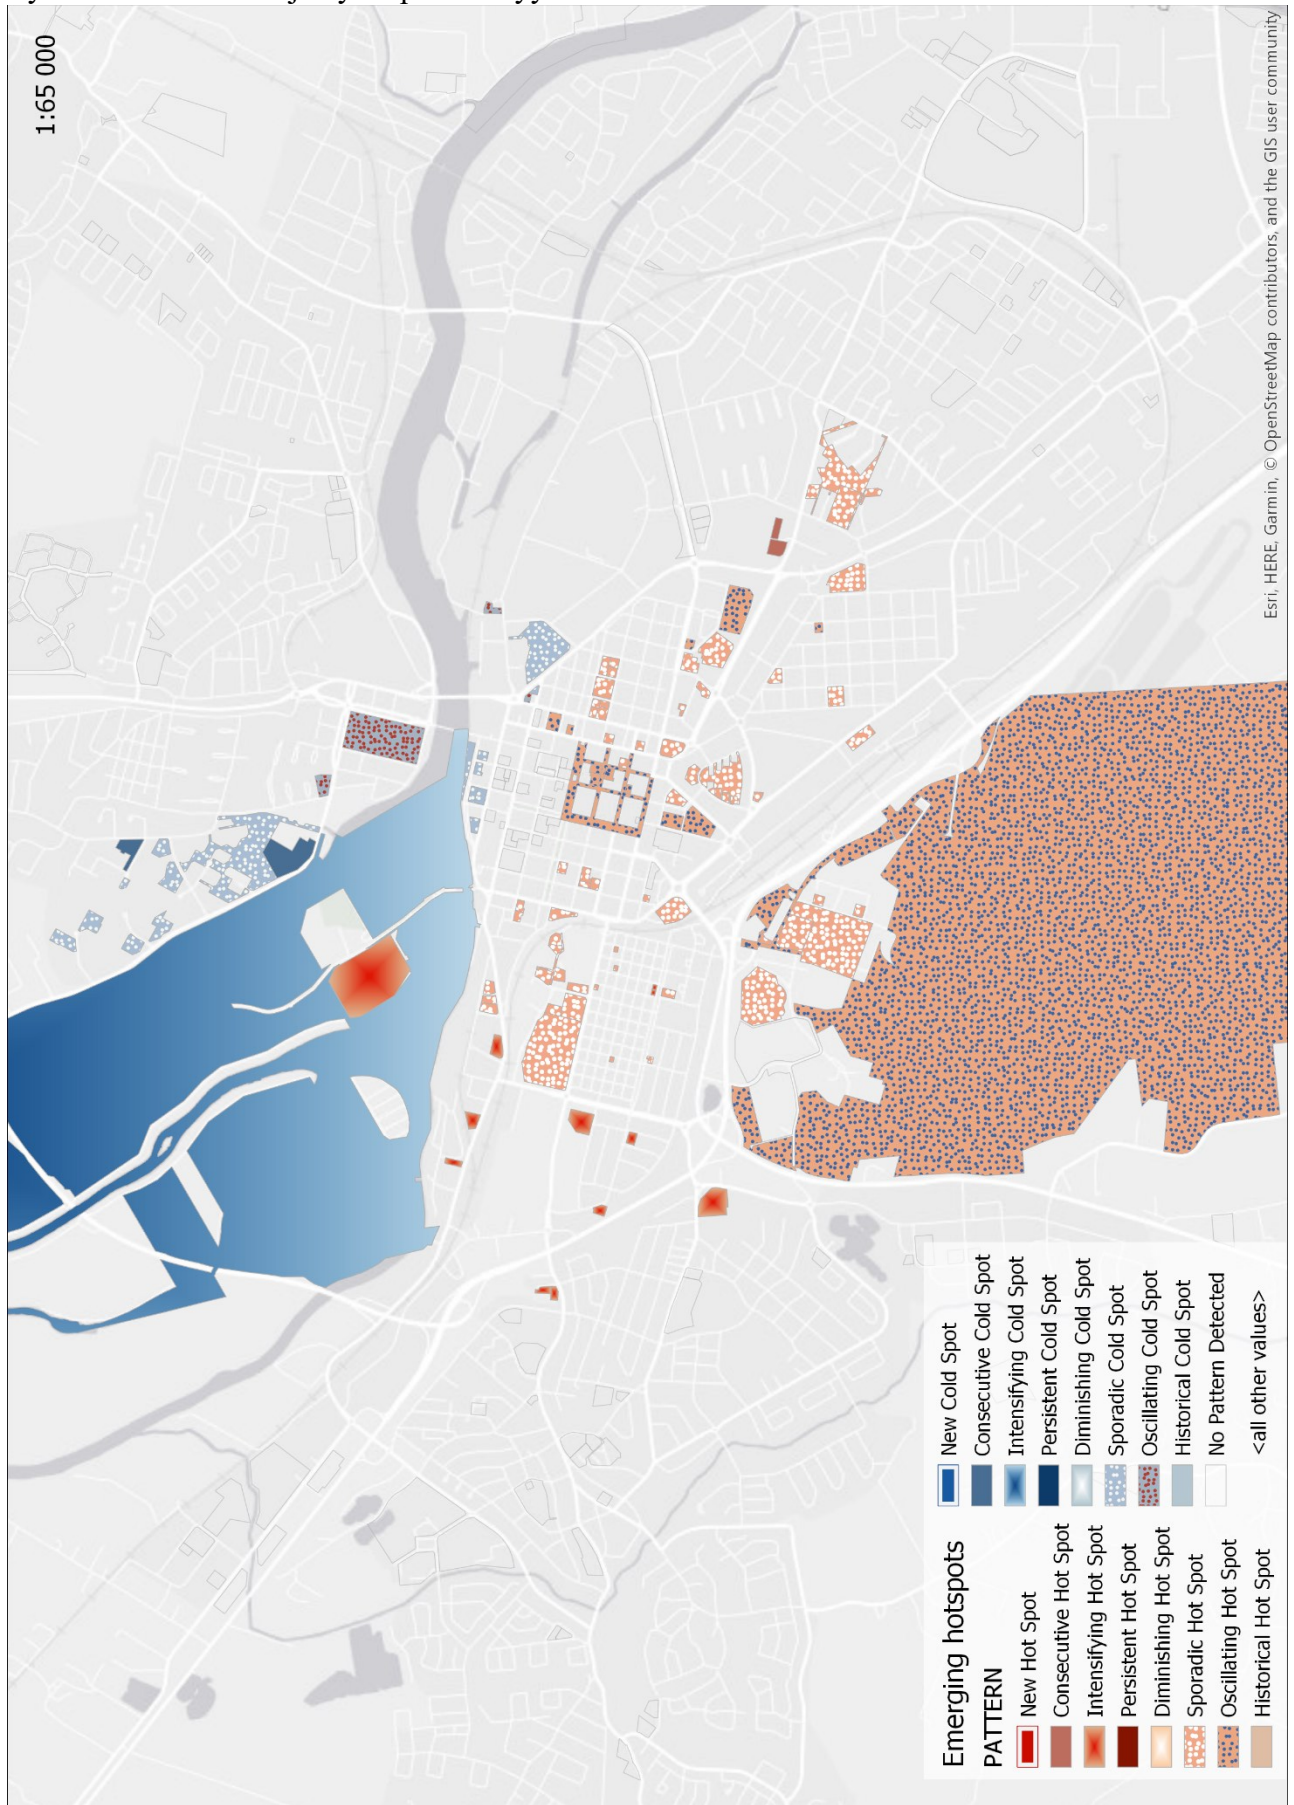 1:65 000
Emerging hotspots
PATTERN
New Hot Spot
Consecutive Hot Spot
Intensifying Hot Spot
Persistent Hot Spot
Diminishing Hot Spot
Sporadic Hot Spot
Oscillating Hot Spot
Historical Hot Spot
New Cold Spot
Consecutive Cold Spot
Intensifying Cold Spot
Persistent Cold Spot
Diminishing Cold Spot
Sporadic Cold Spot
Oscillating Cold Spot
Historical Cold Spot
No Pattern Detected
<all other values>
Esri, HERE, Garmin, © OpenStreetMap contributors, and the GIS user community